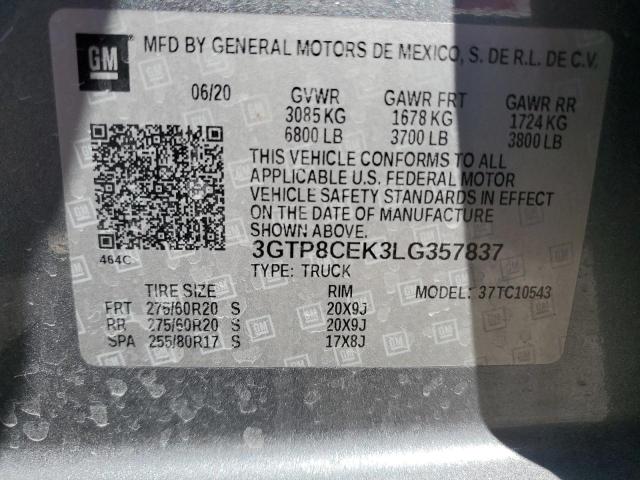 GM
MFD BY GENERAL MOTORS DE MEXICO, S. DE R.L. DE C.V.
06/20 GVWR GAWR FRT GAWR RR
3085 KG 1678 KG 1724 KG
6800 LB 3700 LB 3800 LB
THIS VEHICLE CONFORMS TO ALL
APPLICABLE U.S. FEDERAL MOTOR
VEHICLE SAFETY STANDARDS IN EFFECT
ON THE DATE OF MANUFACTURE
SHOWN ABOVE.
464C
3GTP8CEK3LG357837
TYPE: TRUCK
TIRE SIZE RIM MODEL: 37TC10543
FRT 275/60R20 S 20X9J
RR 275/60R20 S 20X9J
SPA 255/80R17 S 17X8J